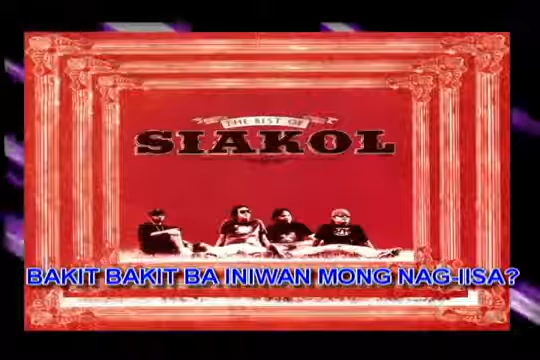 THE BEST OF
SIAKOL
BAKIT BAKIT BA INIWAN MONG NAG-IISA?